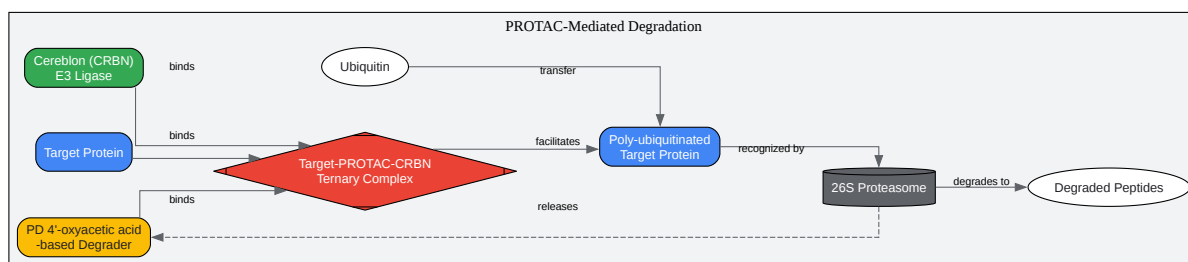 PROTAC-Mediated Degradation
Cereblon (CRBN)
E3 Ligase
binds
Ubiquitin
transfer
Target Protein
binds
Target-PROTAC-CRBN
Ternary Complex
facilitates
Poly-ubiquitinated
Target Protein
recognized by
26S Proteasome
degrades to
Degraded Peptides
binds
releases
PD 4'-oxyacetic acid
-based Degrader